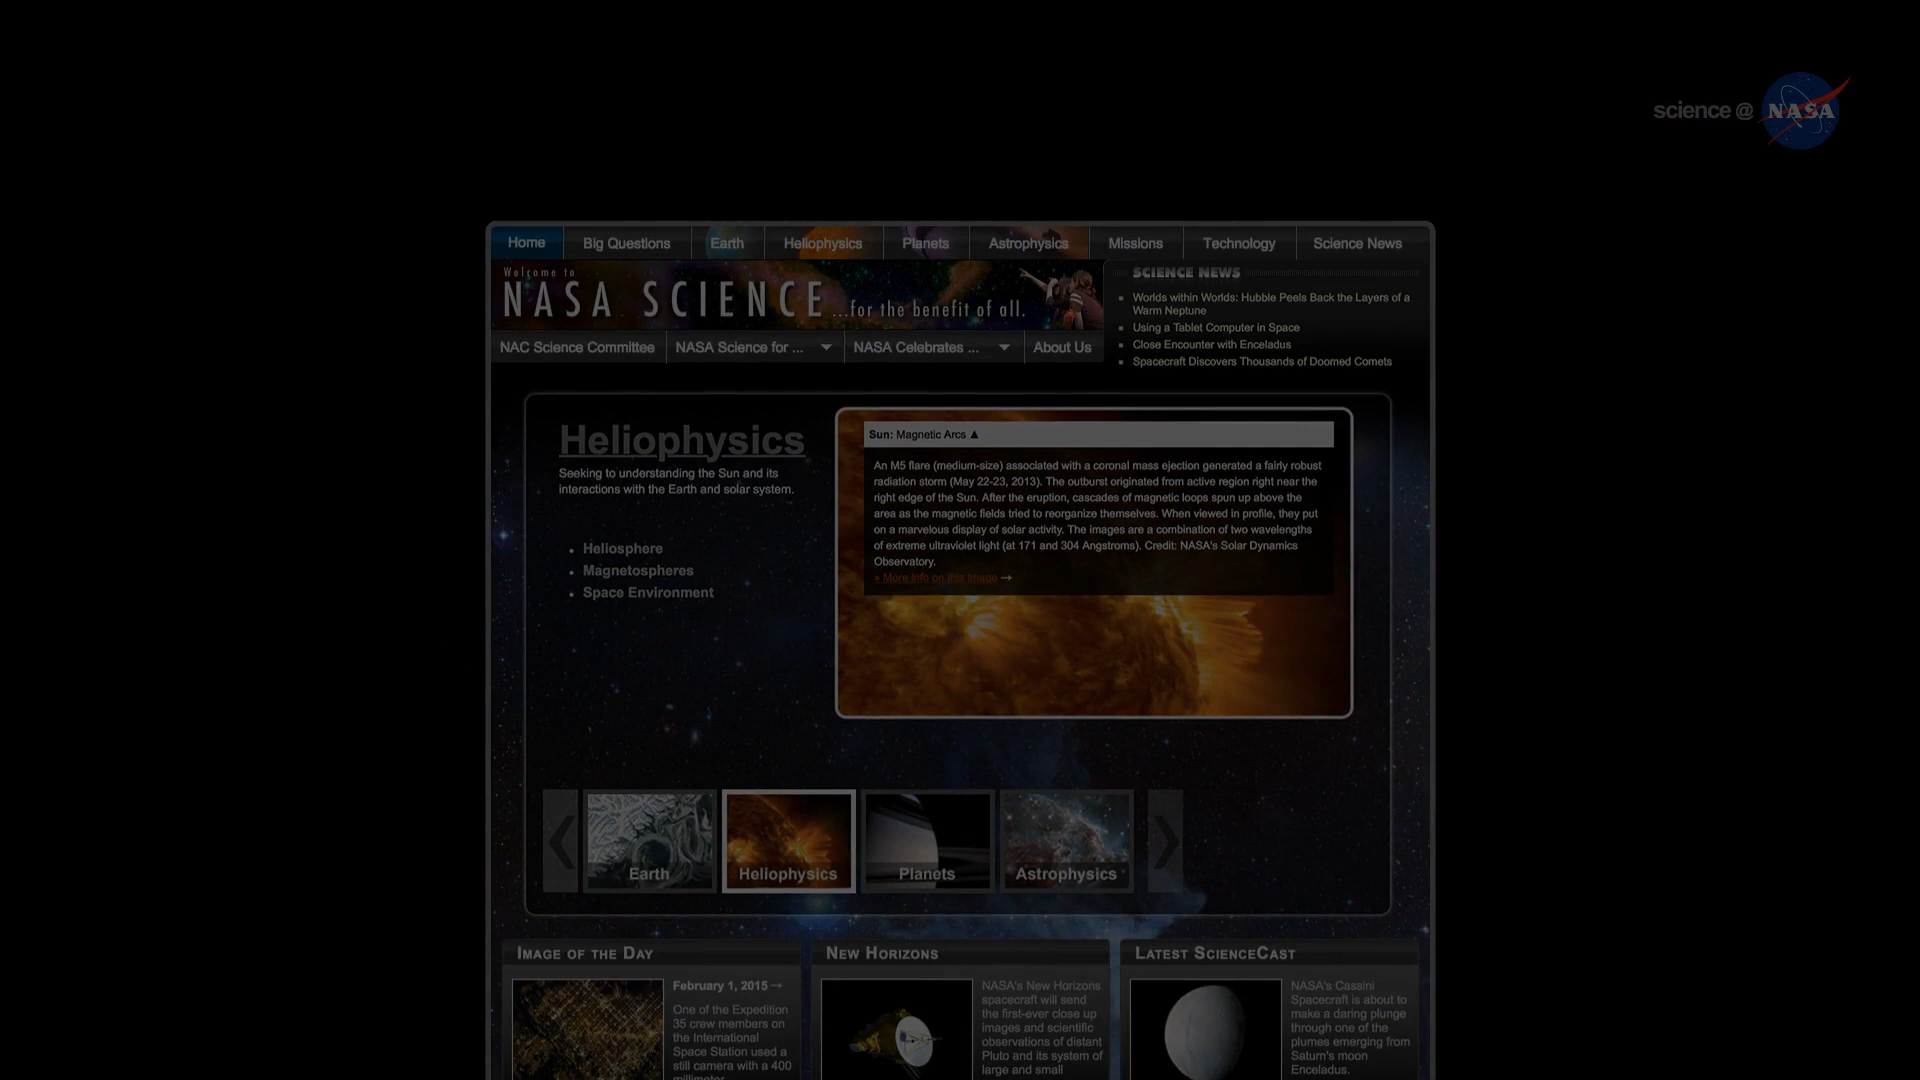 science @ NASA
Home Big Questions Earth Heliophysics Planets Astrophysics Missions Technology Science News
Welcome to
NASA SCIENCE ...for the benefit of all.
NAC Science Committee NASA Science for ... NASA Celebrates ... About Us
SCIENCE NEWS
Worlds within Worlds: Hubble Peels Back the Layers of a
Warm Neptune
Using a Tablet Computer in Space
Close Encounter with Enceladus
Spacecraft Discovers Thousands of Doomed Comets
Heliophysics
Seeking to understanding the Sun and its
interactions with the Earth and solar system.
• Heliosphere
• Magnetospheres
• Space Environment
Sun: Magnetic Arcs ▲
An M5 flare (medium-size) associated with a coronal mass ejection generated a fairly robust
radiation storm (May 22-23, 2013). The outburst originated from active region right near the
right edge of the Sun. After the eruption, cascades of magnetic loops spun up above the
area as the magnetic fields tried to reorganize themselves. When viewed in profile, they put
on a marvelous display of solar activity. The images are a combination of two wavelengths
of extreme ultraviolet light (at 171 and 304 Angstroms). Credit: NASA's Solar Dynamics
Observatory.
» More info on this image →
Earth Heliophysics Planets Astrophysics
IMAGE OF THE DAY
February 1, 2015 →
One of the Expedition
35 crew members on
the International
Space Station used a
still camera with a 400
millimeter
NEW HORIZONS
NASA's New Horizons
spacecraft will send
the first-ever close up
images and scientific
observations of distant
Pluto and its system of
large and small
LATEST SCIENCECAST
NASA's Cassini
Spacecraft is about to
make a daring plunge
through one of the
plumes emerging from
Saturn's moon
Enceladus.